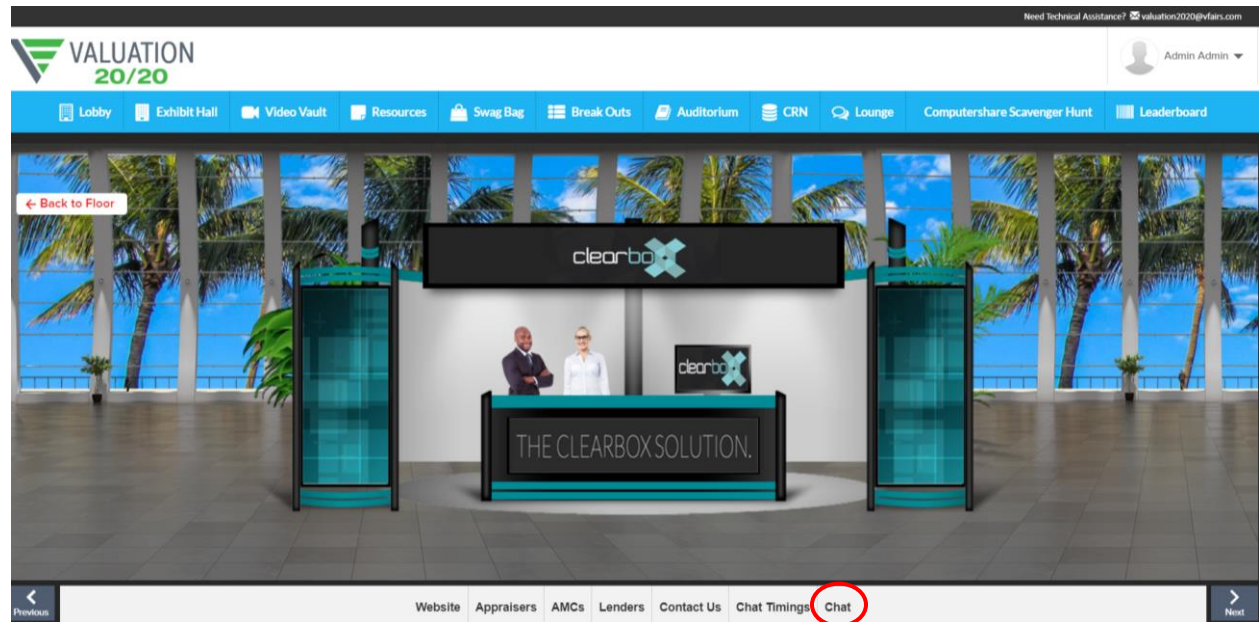 Need Technical Assistance? valuation2020@vfairs.com
VALUATION
20/20
Admin Admin
Lobby Exhibit Hall Video Vault Resources Swag Bag Break Outs Auditorium CRN Lounge Computershare Scavenger Hunt Leaderboard
Back to Floor
clearbox
clearbox
THE CLEARBOX SOLUTION.
Previous Website Appraisers AMCs Lenders Contact Us Chat Timings Chat Next